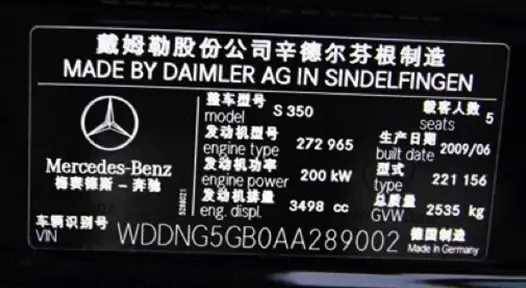 戴姆勒股份公司辛德尔芬根制造
MADE BY DAIMLER AG IN SINDELFINGEN
整车型号 载客人数
model S 350 seats 5
发动机型号 生产日期
engine type 272 965 built date 2009/06
发动机功率 型式
engine power 200 kW type 221 156
发动机排量 总质量
eng. displ. 3498 cc GVW 2535 kg
Mercedes-Benz
梅赛德斯－奔驰
车辆识别号 德国制造
VIN WDDNG5GB0AA289002 Made in Germany